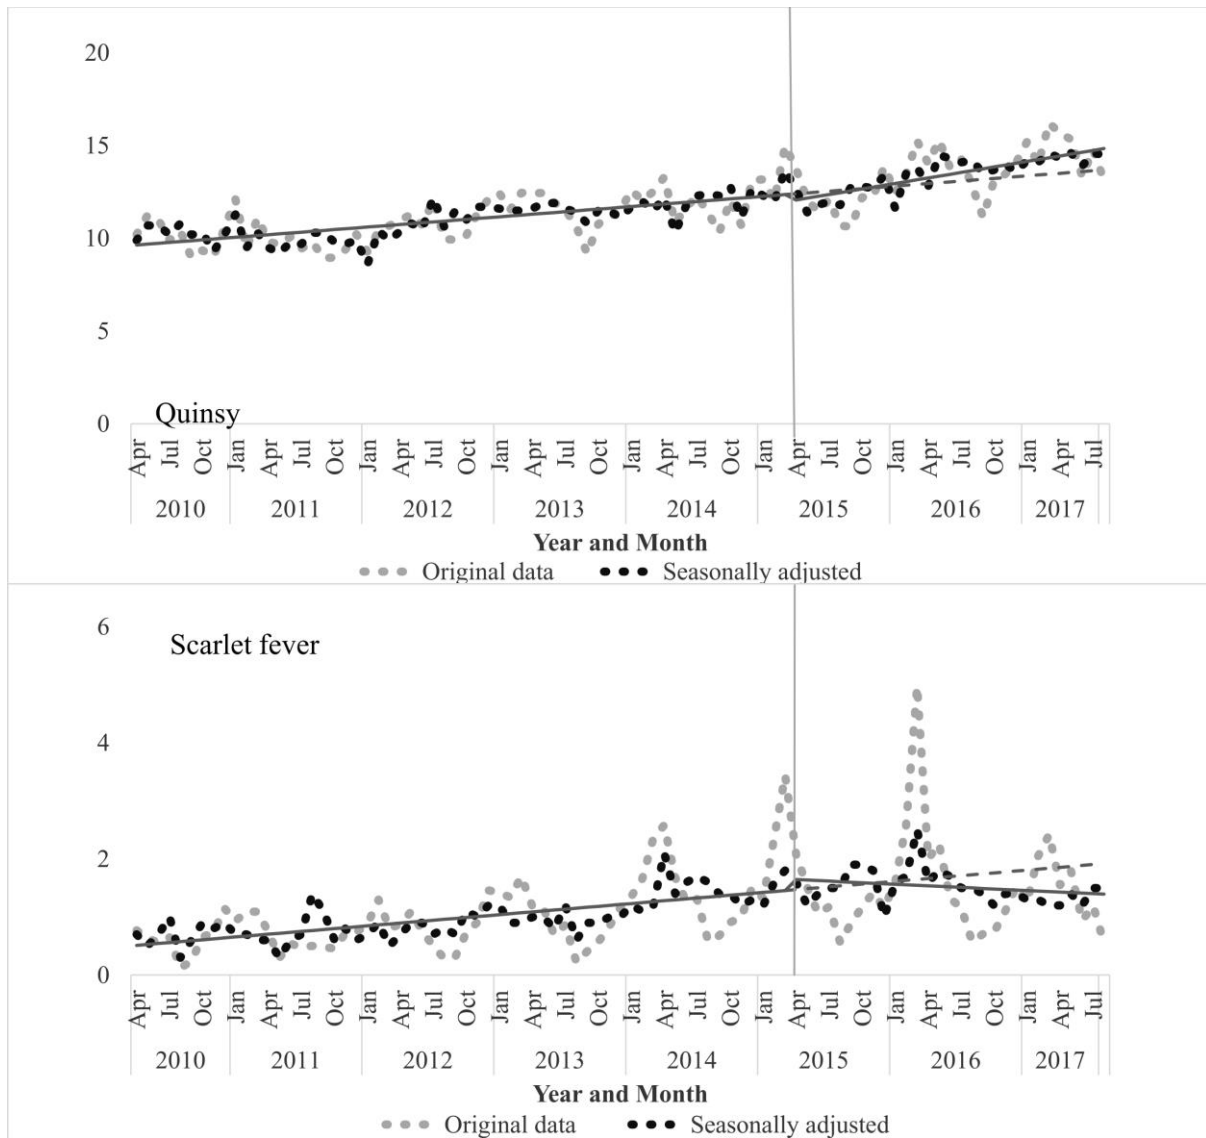 20
15
10
5
0
Quinsy
Apr Jul Oct Jan Apr Jul Oct Jan Apr Jul Oct Jan Apr Jul Oct Jan Apr Jul Oct Jan Apr Jul Oct Jan Apr Jul Oct Jan Apr Jul
2010 2011 2012 2013 2014 2015 2016 2017
Year and Month
Original data Seasonally adjusted
6
Scarlet fever
4
2
0
Apr Jul Oct Jan Apr Jul Oct Jan Apr Jul Oct Jan Apr Jul Oct Jan Apr Jul Oct Jan Apr Jul Oct Jan Apr Jul Oct Jan Apr Jul
2010 2011 2012 2013 2014 2015 2016 2017
Year and Month
Original data Seasonally adjusted